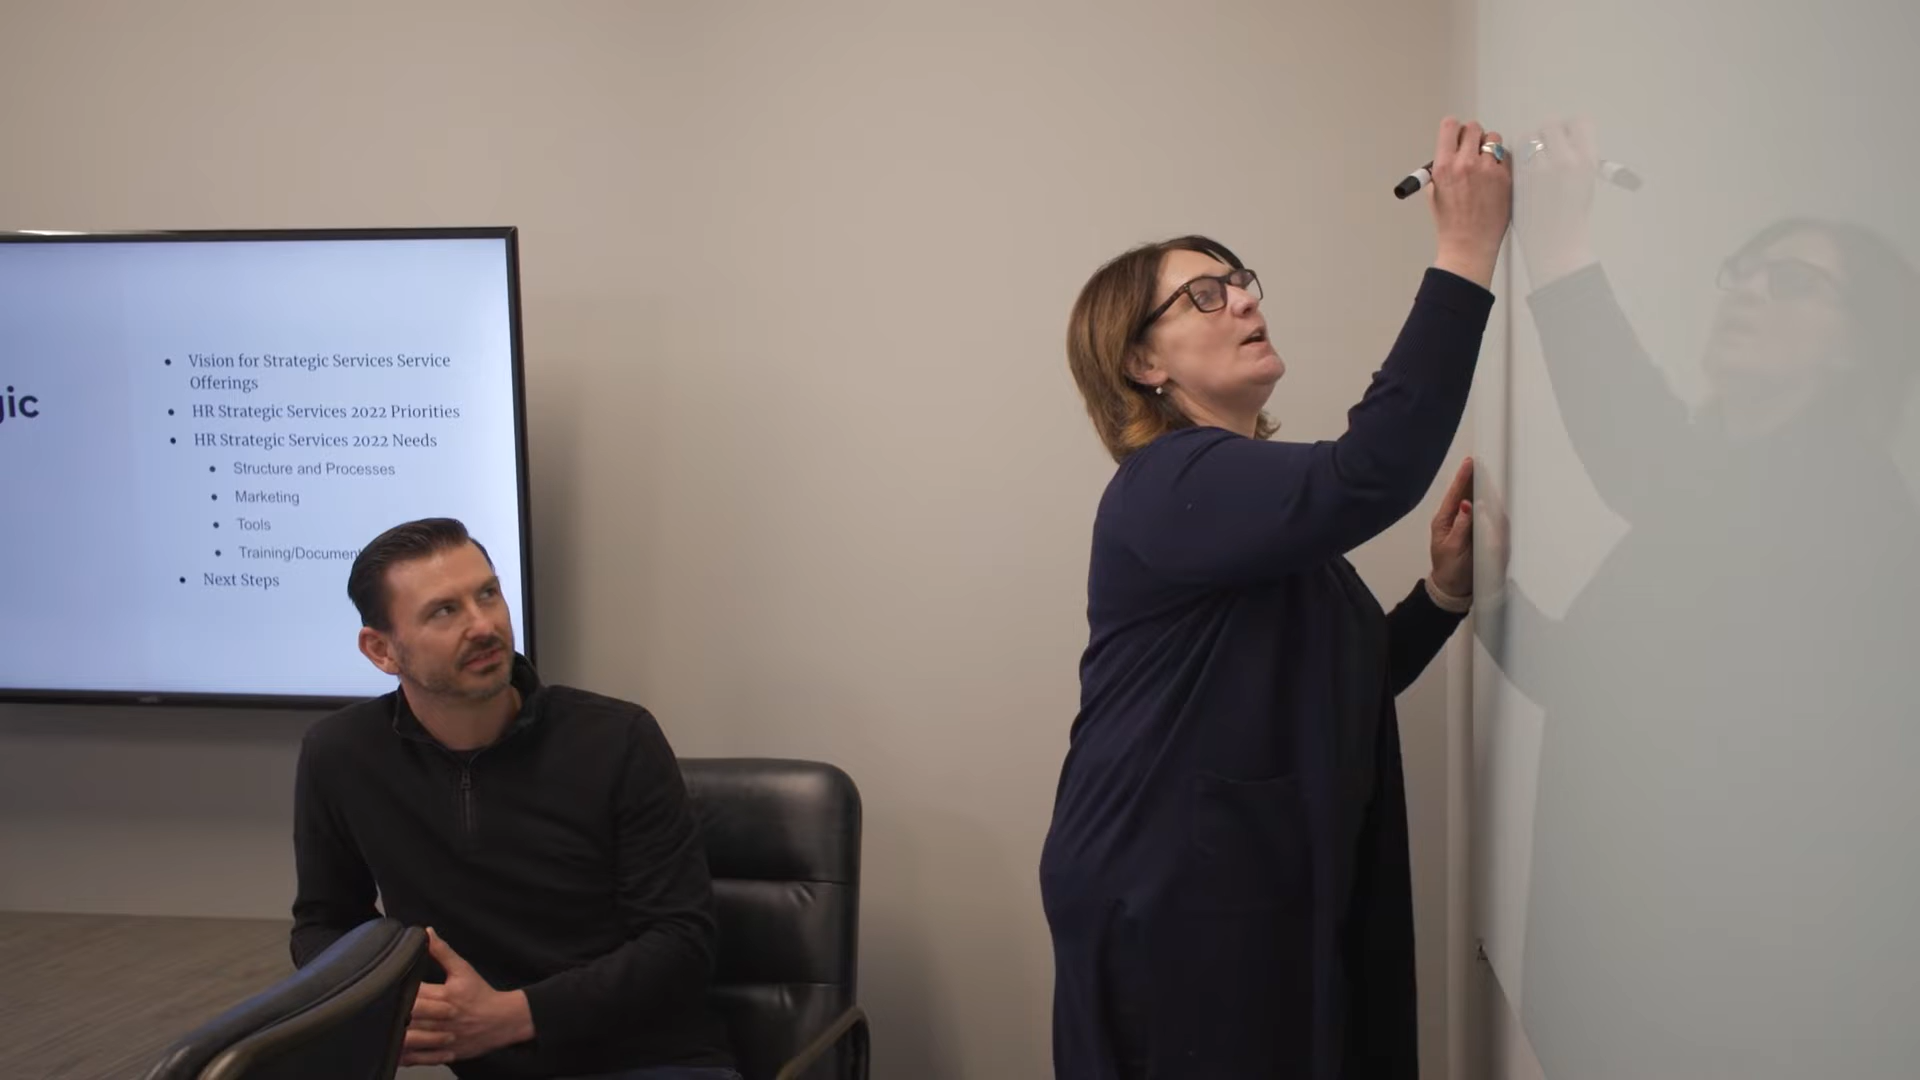 Vision for Strategic Services Service
Offerings
HR Strategic Services 2022 Priorities
HR Strategic Services 2022 Needs
Structure and Processes
Marketing
Tools
Next Steps